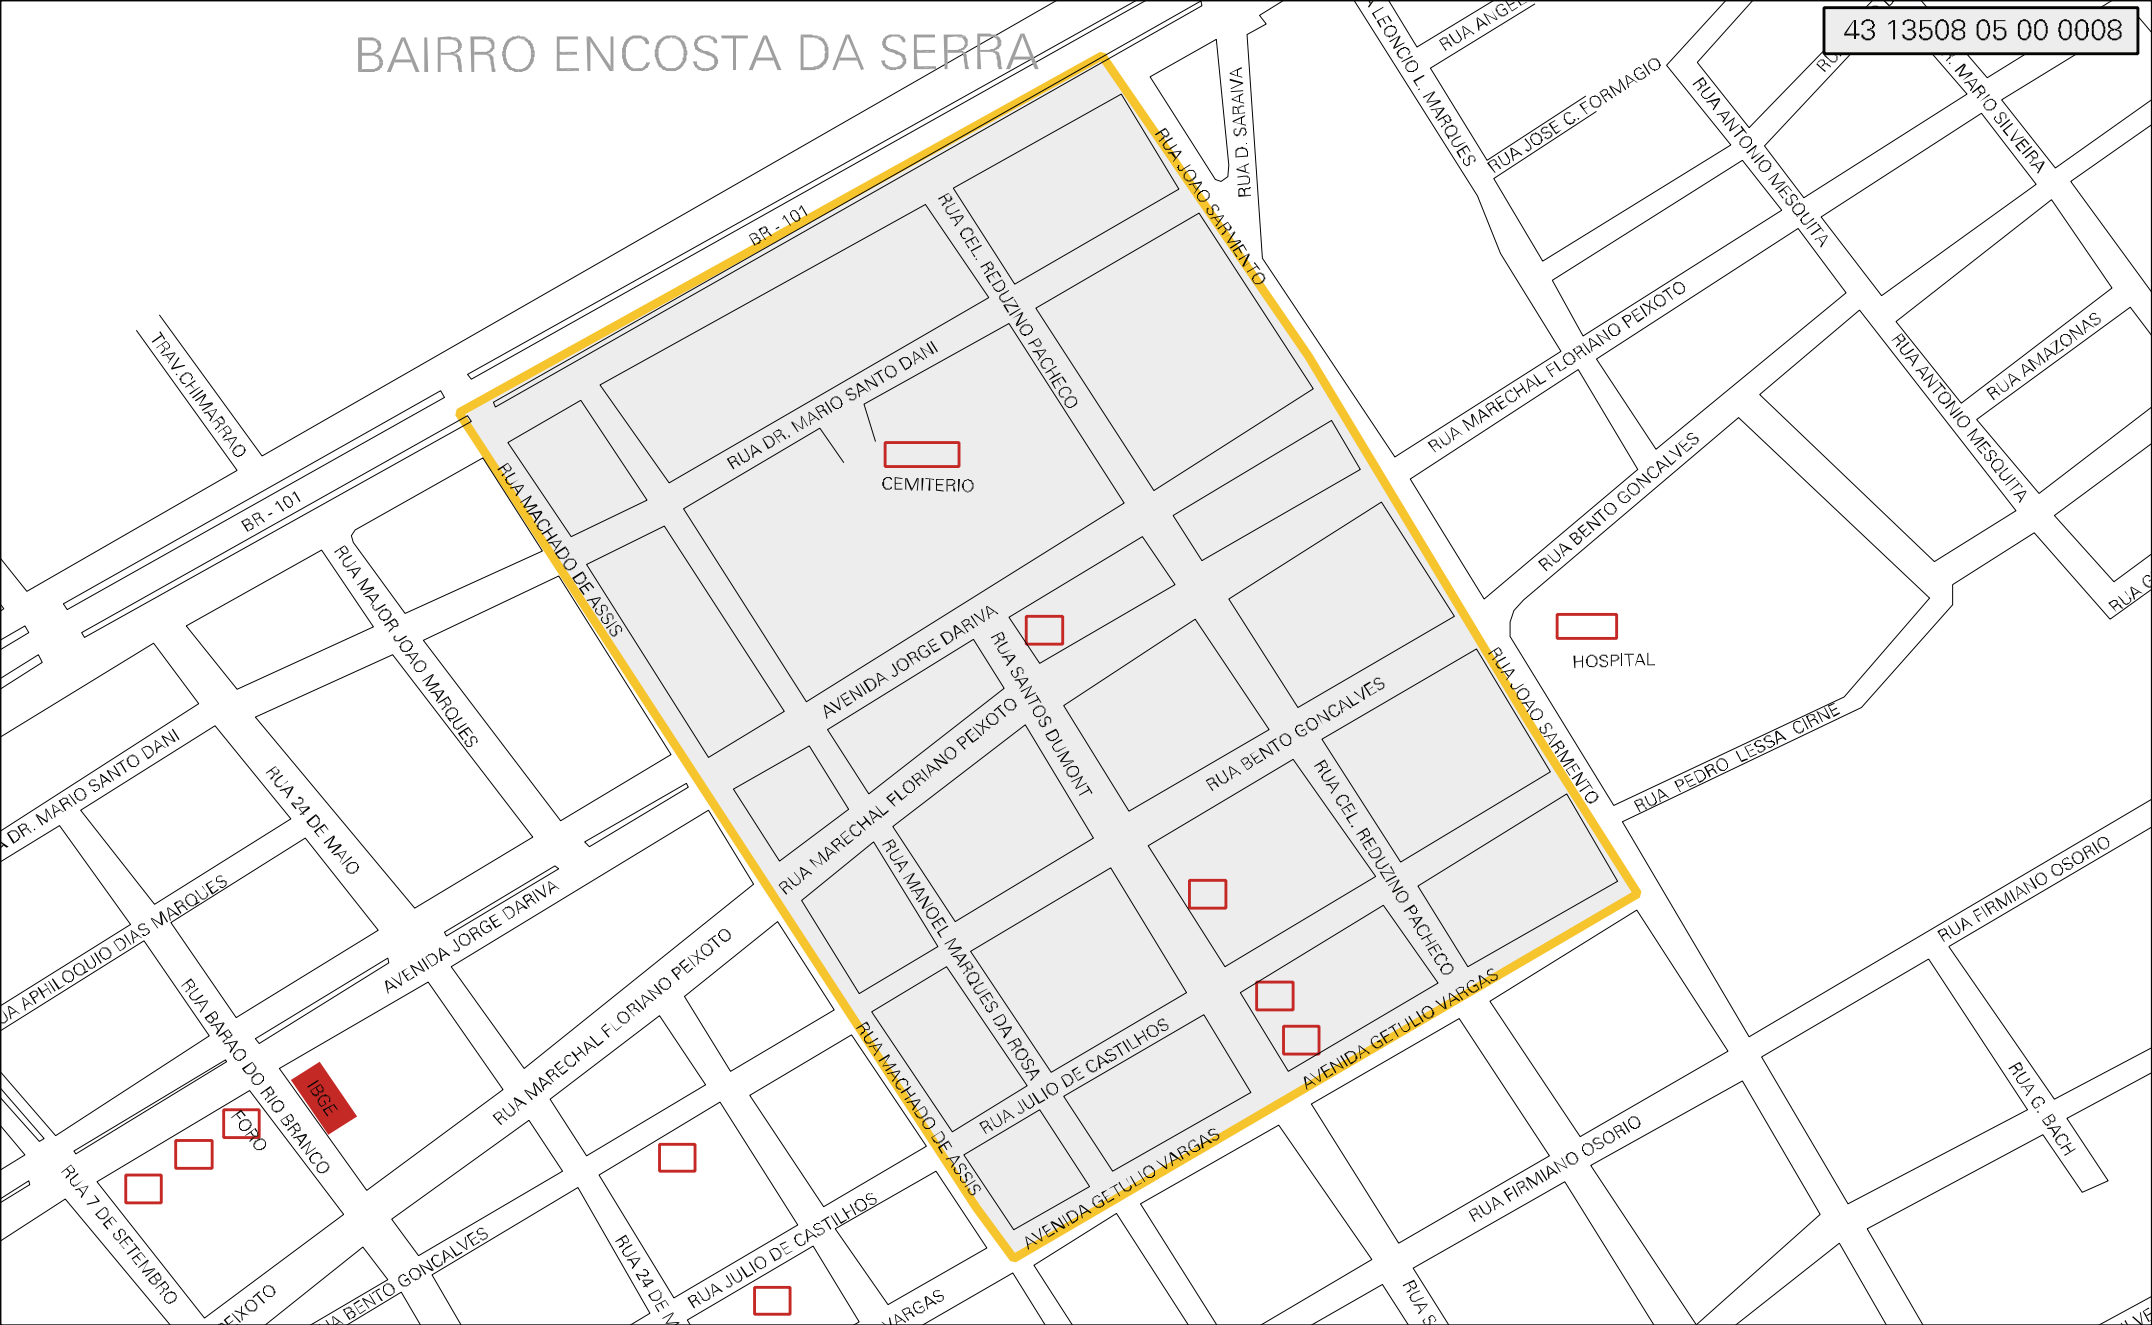 BAIRRO ENCOSTA DA SERRA
43 13508 05 00 0008
RUA D. SARAIVA
LEONCIO L. MARQUES
RUA JOSE C. FORMAGIO
RUA ANTONIO MESQUITA
MARIO SILVEIRA
RUA JOAO SARMENTO
BR - 101
RUA CEL. REDUZINO PACHECO
RUA DR. MARIO SANTO DANI
CEMITERIO
TRAV.CHIMARRAO
BR - 101
RUA MACHADO DE ASSIS
RUA MAJOR JOAO MARQUES
RUA MARECHAL FLORIANO PEIXOTO
RUA AMAZONAS
RUA ANTONIO MESQUITA
RUA BENTO GONCALVES
HOSPITAL
RUA JOAO SARMENTO
RUA PEDRO LESSA CIRNE
AVENIDA JORGE DARIVA
RUA SANTOS DUMONT
RUA MARECHAL FLORIANO PEIXOTO
RUA BENTO GONCALVES
RUA CEL. REDUZINO PACHECO
RUA MANOEL MARQUES DA ROSA
DR. MARIO SANTO DANI
RUA 24 DE MAIO
APHILOQUIO DIAS MARQUES
AVENIDA JORGE DARIVA
RUA MARECHAL FLORIANO PEIXOTO
RUA BARAO DO RIO BRANCO
IBGE
FORO
RUA 7 DE SETEMBRO
RUA MACHADO DE ASSIS
RUA JULIO DE CASTILHOS
AVENIDA GETULIO VARGAS
AVENIDA GETULIO VARGAS
RUA FIRMIANO OSORIO
RUA G. BACH
RUA FIRMIANO OSORIO
RUA JULIO DE CASTILHOS
RUA 24 DE M
BENTO GONCALVES
EIXOTO
VARGAS
RUA S